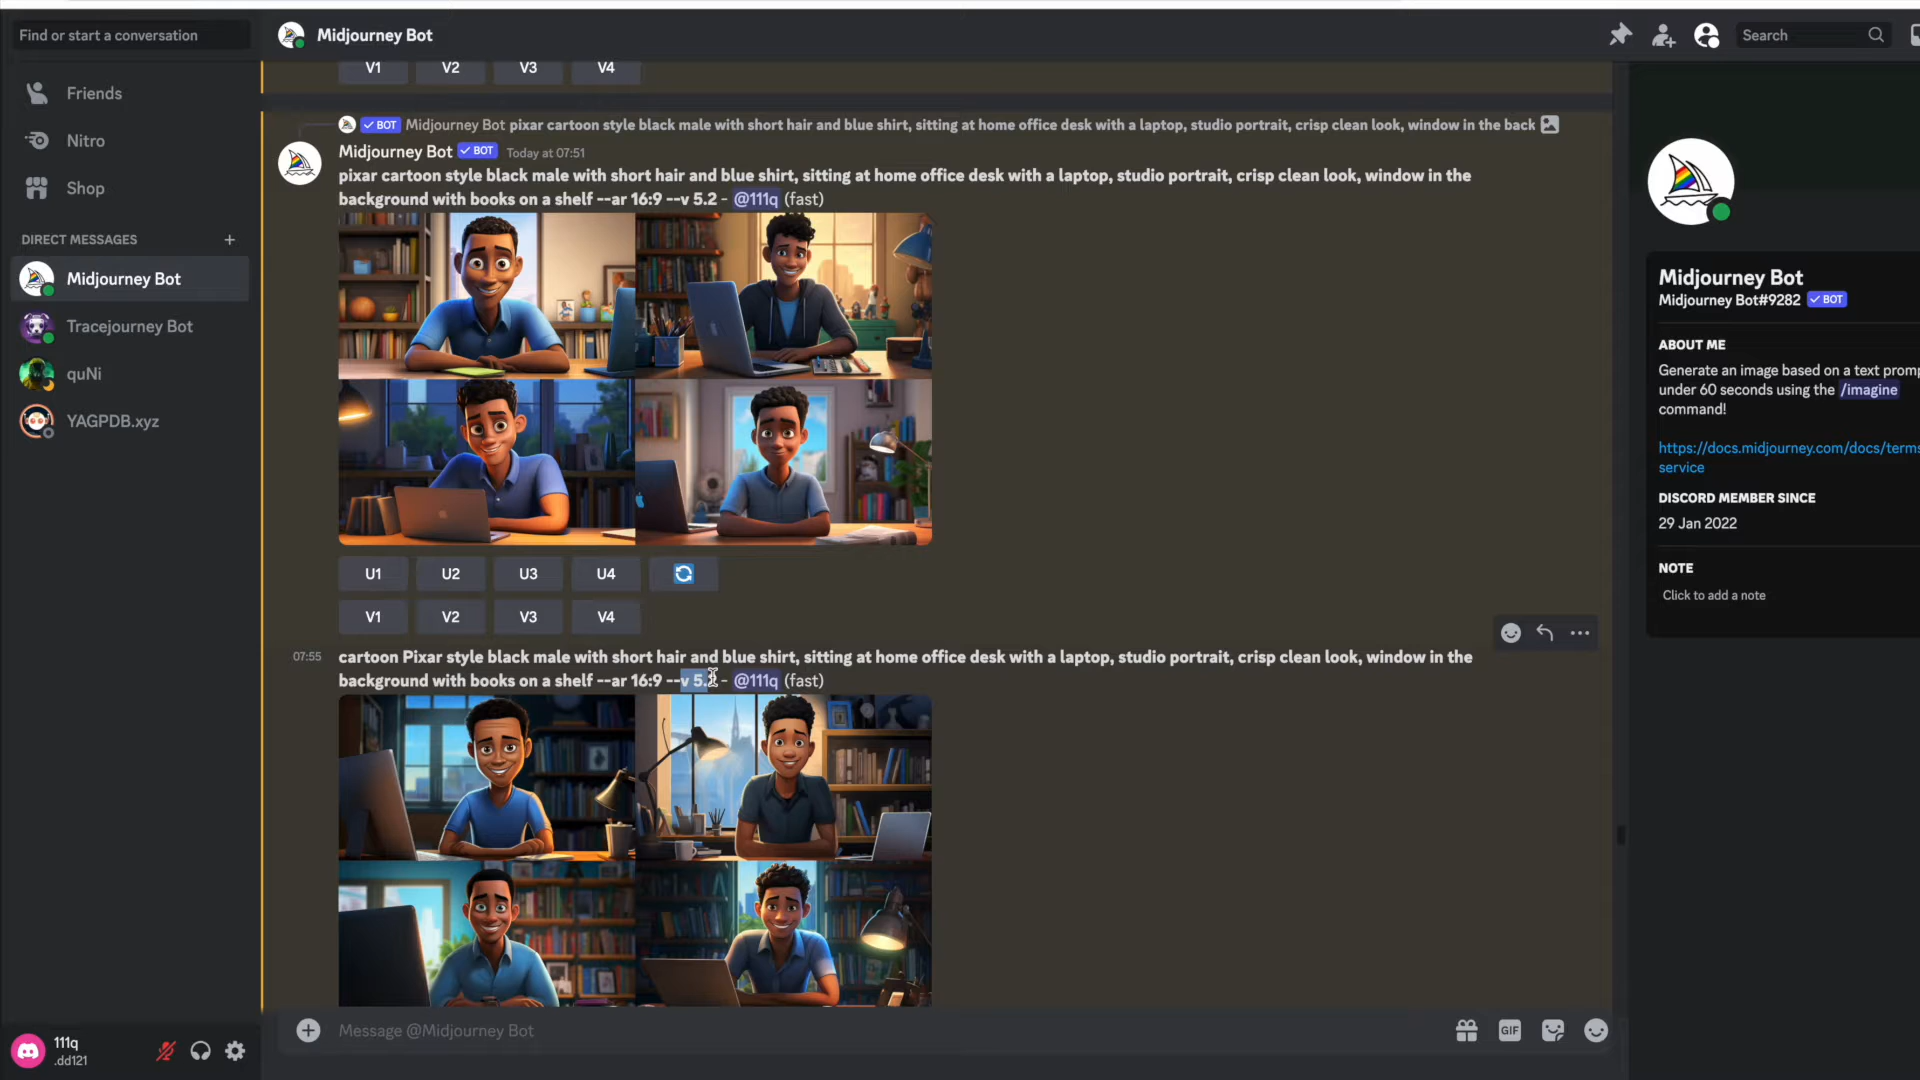 Find or start a conversation
Midjourney Bot
Search
Friends
Nitro
Shop
DIRECT MESSAGES
Midjourney Bot
Tracejourney Bot
quNi
YAGPDB.xyz
111q
.dd121
V1 V2 V3 V4
BOT Midjourney Bot pixar cartoon style black male with short hair and blue shirt, sitting at home office desk with a laptop, studio portrait, crisp clean look, window in the back
Midjourney Bot BOT Today at 07:51
pixar cartoon style black male with short hair and blue shirt, sitting at home office desk with a laptop, studio portrait, crisp clean look, window in the
background with books on a shelf --ar 16:9 --v 5.2 - @111q (fast)
U1 U2 U3 U4
V1 V2 V3 V4
07:55 cartoon Pixar style black male with short hair and blue shirt, sitting at home office desk with a laptop, studio portrait, crisp clean look, window in the
background with books on a shelf --ar 16:9 --v 5. - @111q (fast)
Message @Midjourney Bot
GIF
Midjourney Bot
Midjourney Bot#9282 BOT
ABOUT ME
Generate an image based on a text promp
under 60 seconds using the /imagine
command!
https://docs.midjourney.com/docs/terms
service
DISCORD MEMBER SINCE
29 Jan 2022
NOTE
Click to add a note